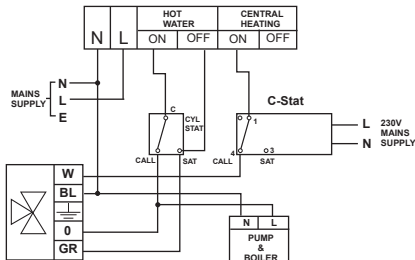 HOT WATER
CENTRAL HEATING
N L ON OFF ON OFF
MAINS SUPPLY
N
L
E
C
CYL STAT
CALL SAT
C-Stat
1
4 3
CALL SAT
L
N
230V MAINS SUPPLY
W
BL
0
GR
N L
PUMP & BOILER